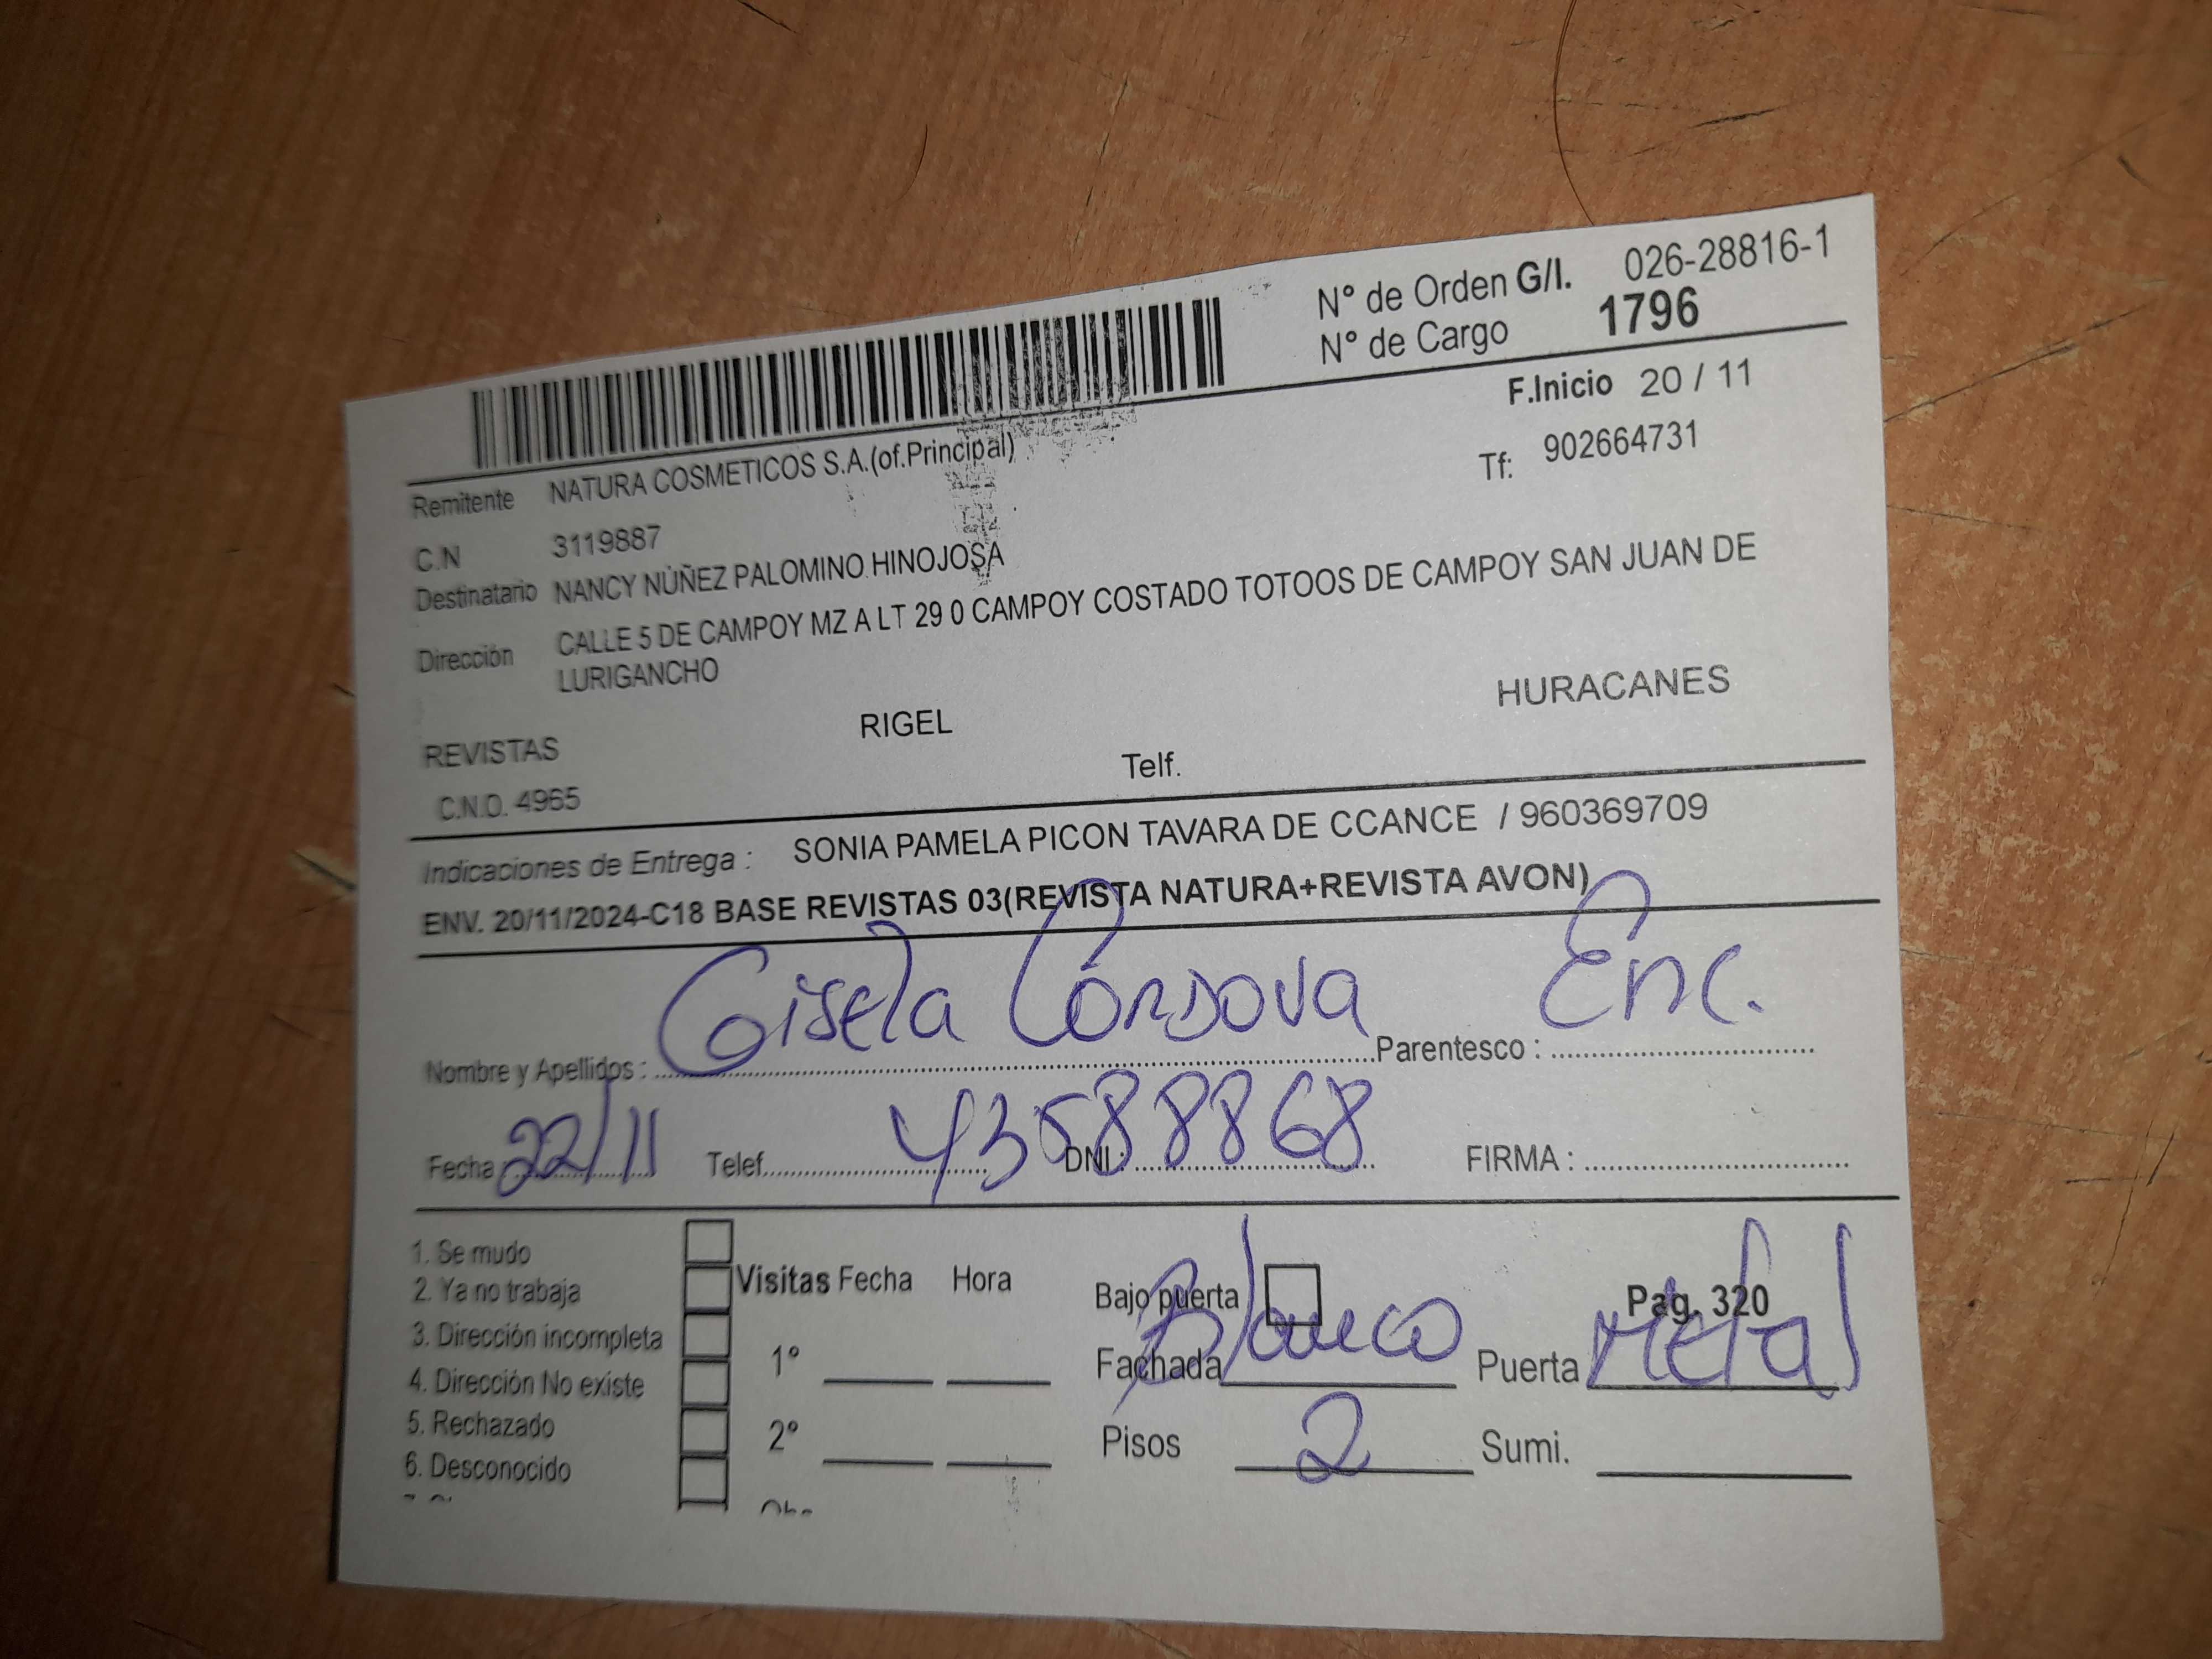 N° de Orden G/I. 026-28816-1
N° de Cargo 1796
F.Inicio 20 / 11
Remitente NATURA COSMETICOS S.A.(of.Principal)
Tf: 902664731
C.N 3119887
Destinatario NANCY NÚÑEZ PALOMINO HINOJOSA
Dirección CALLE 5 DE CAMPOY MZ A LT 29 0 CAMPOY COSTADO TOTOOS DE CAMPOY SAN JUAN DE
LURIGANCHO
REVISTAS RIGEL HURACANES
C.N.O. 4965 Telf.
Indicaciones de Entrega : SONIA PAMELA PICON TAVARA DE CCANCE / 960369709
ENV. 20/11/2024-C18 BASE REVISTAS 03(REVISTA NATURA+REVISTA AVON)
Nombre y Apellidos : Gisela Córdova Parentesco : Enc.
Fecha 22/11 Telef. DNI : 43588868 FIRMA :
1. Se mudo
2. Ya no trabaja
3. Dirección incompleta
4. Dirección No existe
5. Rechazado
6. Desconocido
Visitas Fecha Hora
1°
2°
Bajo puerta Pag. 320
Fachada Blanco Puerta Metal
Pisos 2 Sumi.